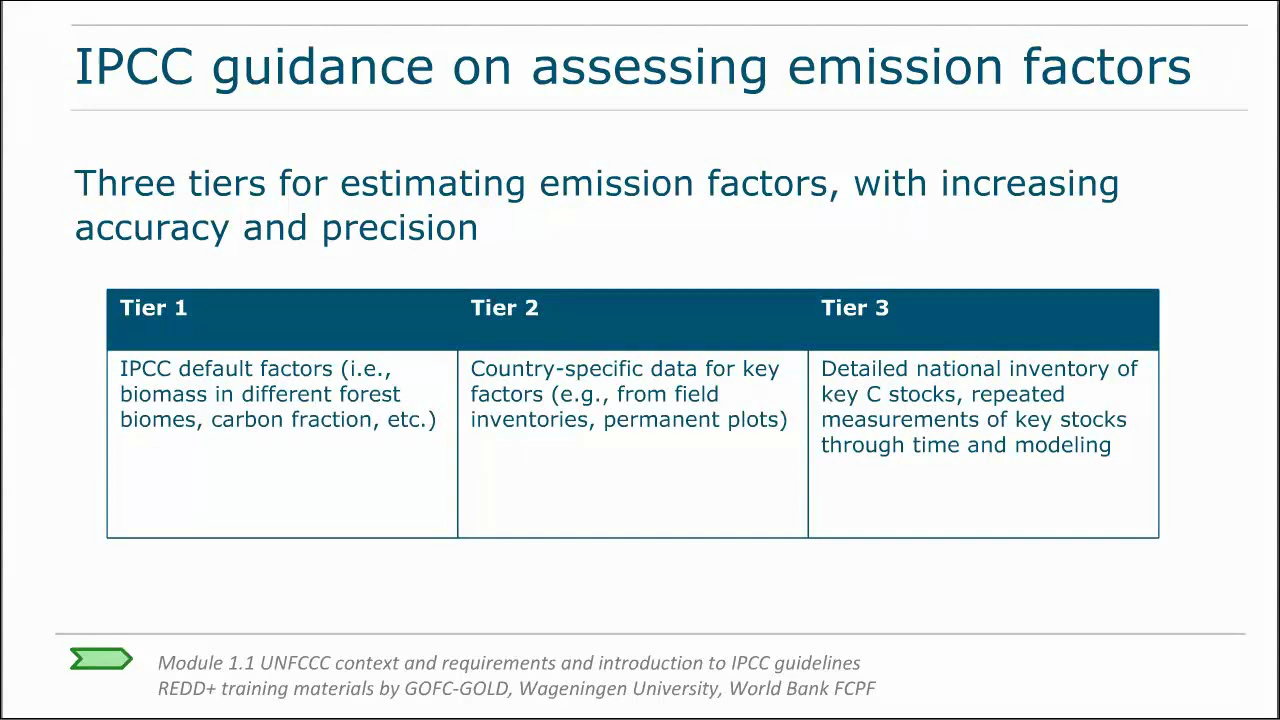 IPCC guidance on assessing emission factors
Three tiers for estimating emission factors, with increasing
accuracy and precision
Tier 1
Tier 2
Tier 3
IPCC default factors (i.e.,
biomass in different forest
biomes, carbon fraction, etc.)
Country-specific data for key
factors (e.g., from field
inventories, permanent plots)
Detailed national inventory of
key C stocks, repeated
measurements of key stocks
through time and modeling
Module 1.1 UNFCCC context and requirements and introduction to IPCC guidelines
REDD+ training materials by GOFC-GOLD, Wageningen University, World Bank FCPF